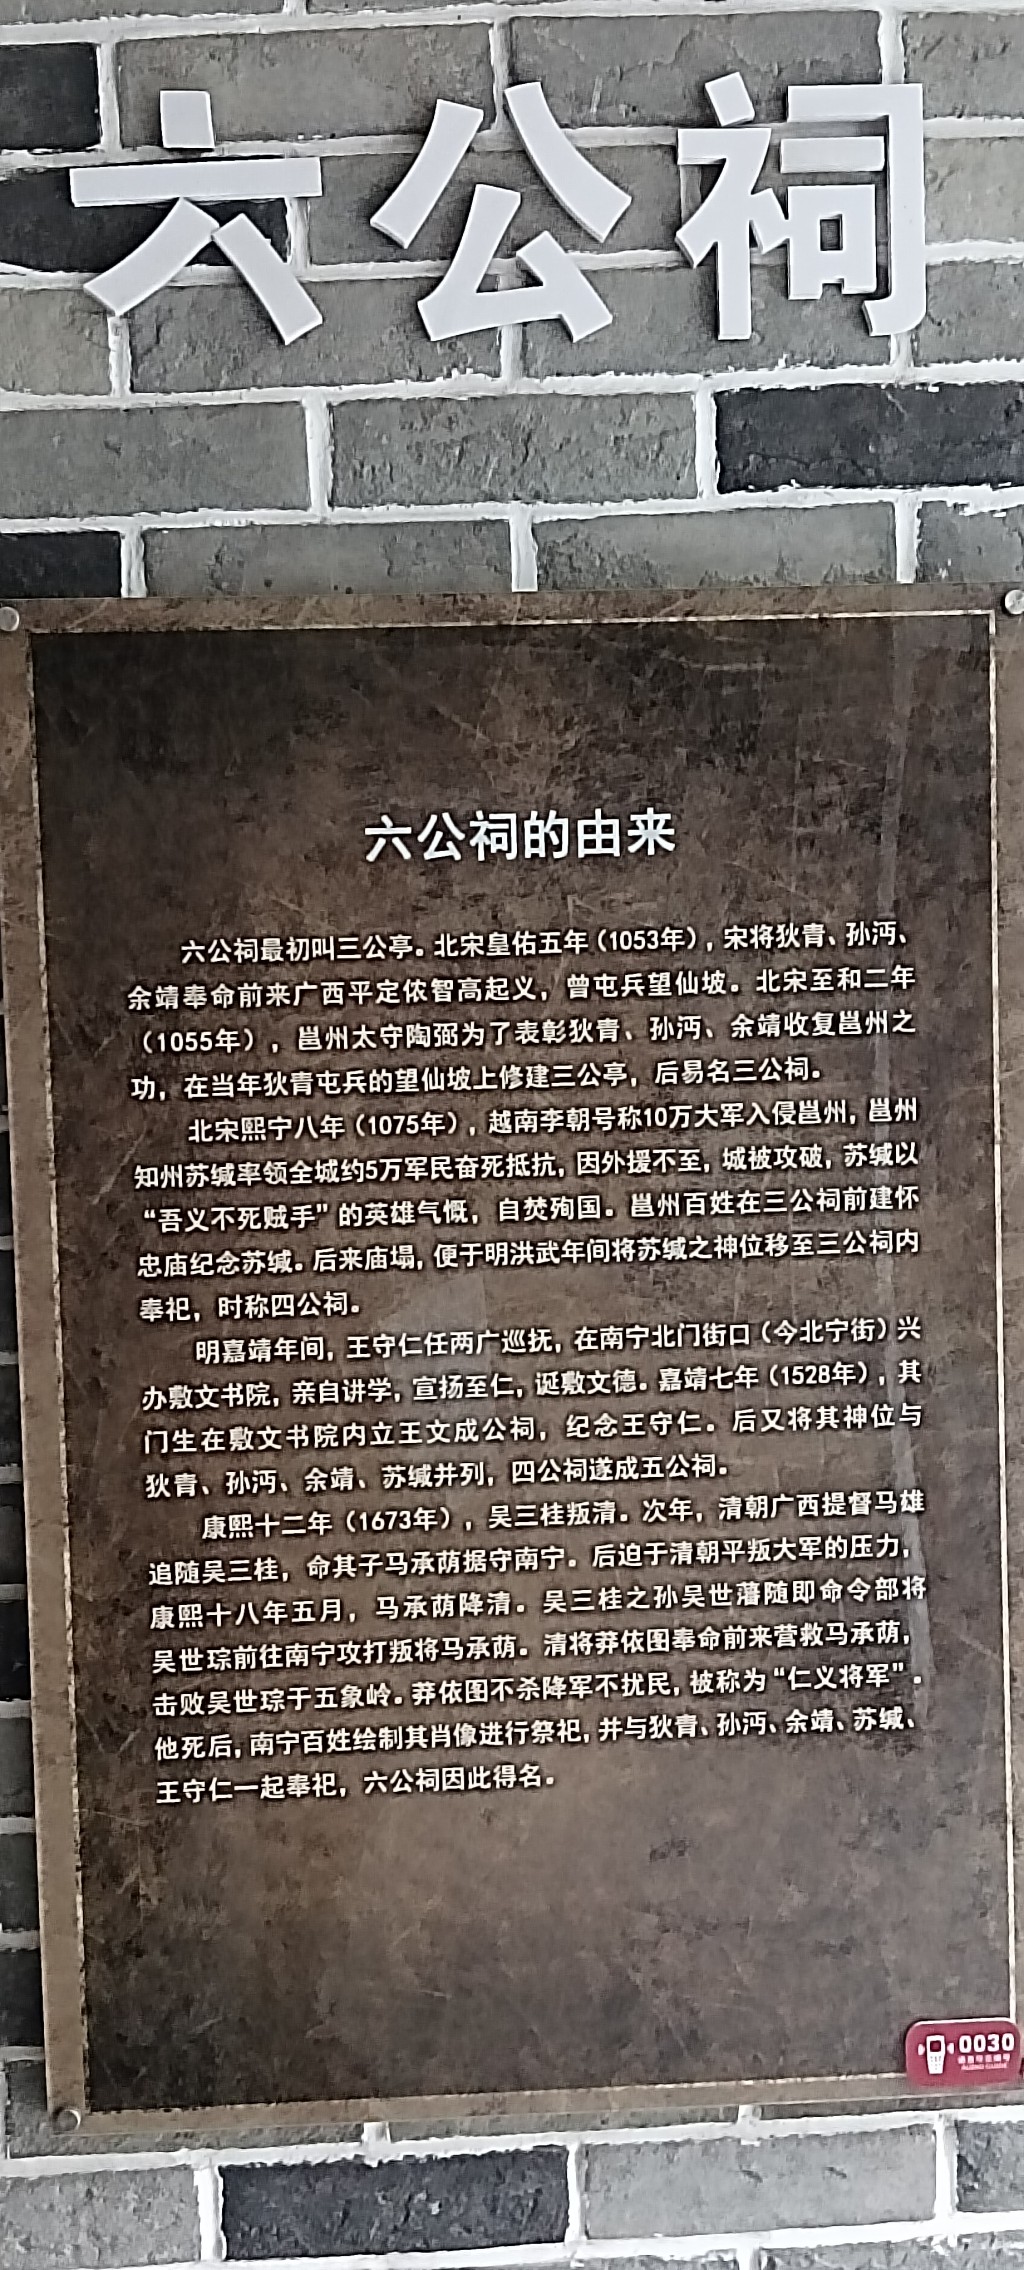 六公祠
六公祠的由来
六公祠最初叫三公亭。北宋皇佑五年（1053年），宋将狄青、孙沔、
余靖奉命前来广西平定侬智高起义，曾屯兵望仙坡。北宋至和二年
（1055年），邕州太守陶弼为了表彰狄青、孙沔、余靖收复邕州之
功，在当年狄青屯兵的望仙坡上修建三公亭，后易名三公祠。
北宋熙宁八年（1075年），越南李朝号称10万大军入侵邕州，邕州
知州苏缄率领全城约5万军民奋死抵抗，因外援不至，城被攻破，苏缄以
“吾义不死贼手”的英雄气慨，自焚殉国。邕州百姓在三公祠前建怀
忠庙纪念苏缄。后来庙塌，便于明洪武年间将苏缄之神位移至三公祠内
奉祀，时称四公祠。
明嘉靖年间，王守仁任两广巡抚，在南宁北门街口（今北宁街）兴
办敷文书院，亲自讲学，宣扬至仁，诞敷文德。嘉靖七年（1528年），其
门生在敷文书院内立王文成公祠，纪念王守仁。后又将其神位与
狄青、孙沔、余靖、苏缄并列，四公祠遂成五公祠。
康熙十二年（1673年），吴三桂叛清。次年，清朝广西提督马雄
追随吴三桂，命其子马承荫据守南宁。后迫于清朝平叛大军的压力，
康熙十八年五月，马承荫降清。吴三桂之孙吴世藩随即命令部将
吴世琮前往南宁攻打叛将马承荫。清将莽依图奉命前来营救马承荫，
击败吴世琮于五象岭。莽依图不杀降军不扰民，被称为“仁义将军”。
他死后，南宁百姓绘制其肖像进行祭祀，并与狄青、孙沔、余靖、苏缄、
王守仁一起奉祀，六公祠因此得名。
0030
AUDIO GUIDE